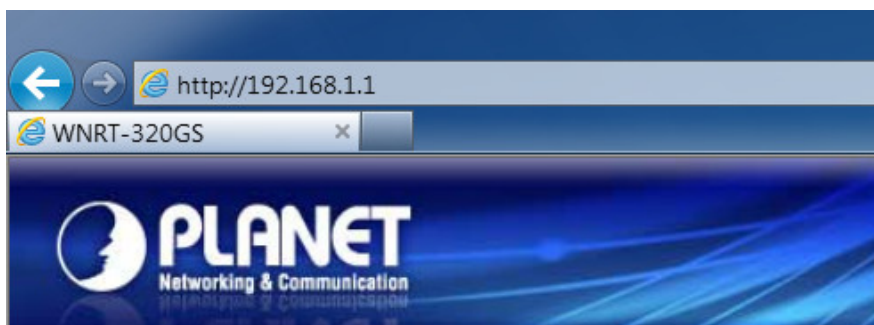 http://192.168.1.1
WNRT-320GS
PLANET
Networking & Communication